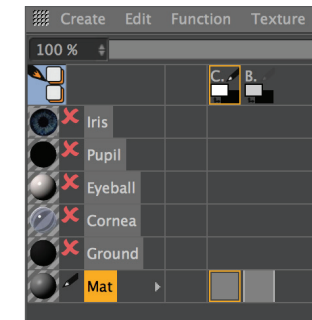 Create Edit Function Texture
100 %
C. B.
Iris
Pupil
Eyeball
Cornea
Ground
Mat